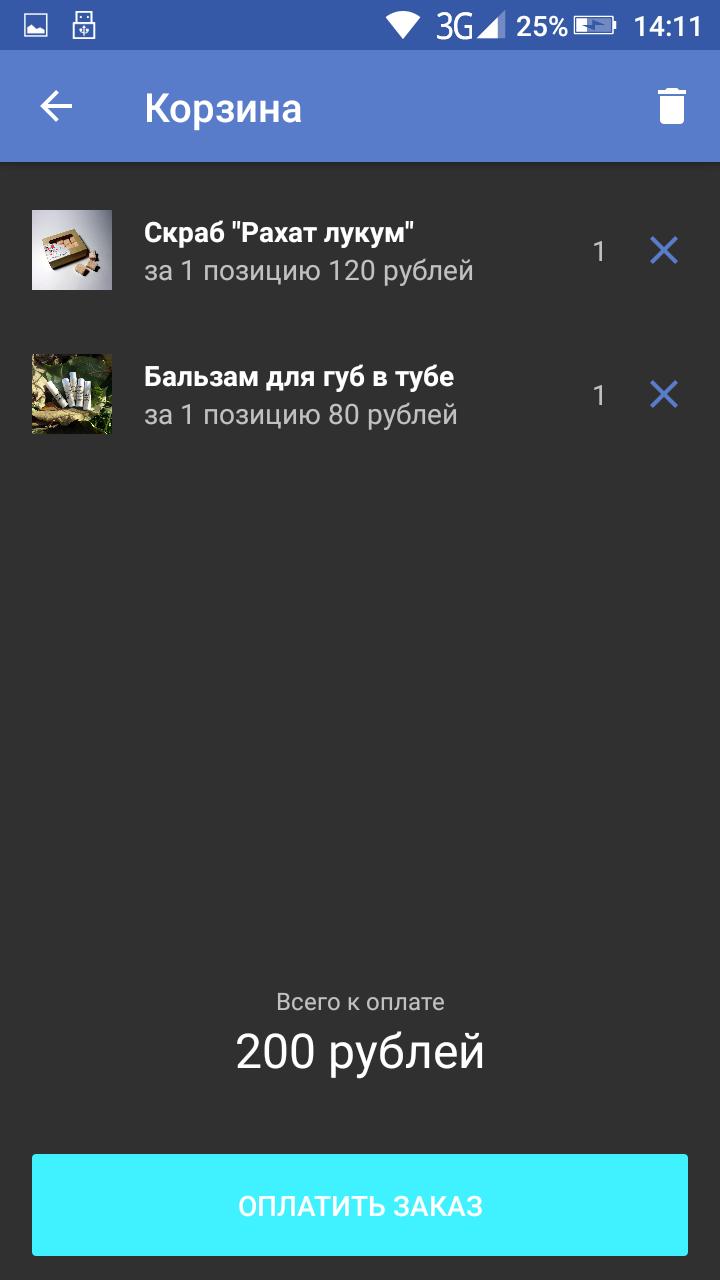 3G 25% 14:11
Корзина
Скраб "Рахат лукум"
за 1 позицию 120 рублей
1
Бальзам для губ в тубе
за 1 позицию 80 рублей
1
Всего к оплате
200 рублей
ОПЛАТИТЬ ЗАКАЗ